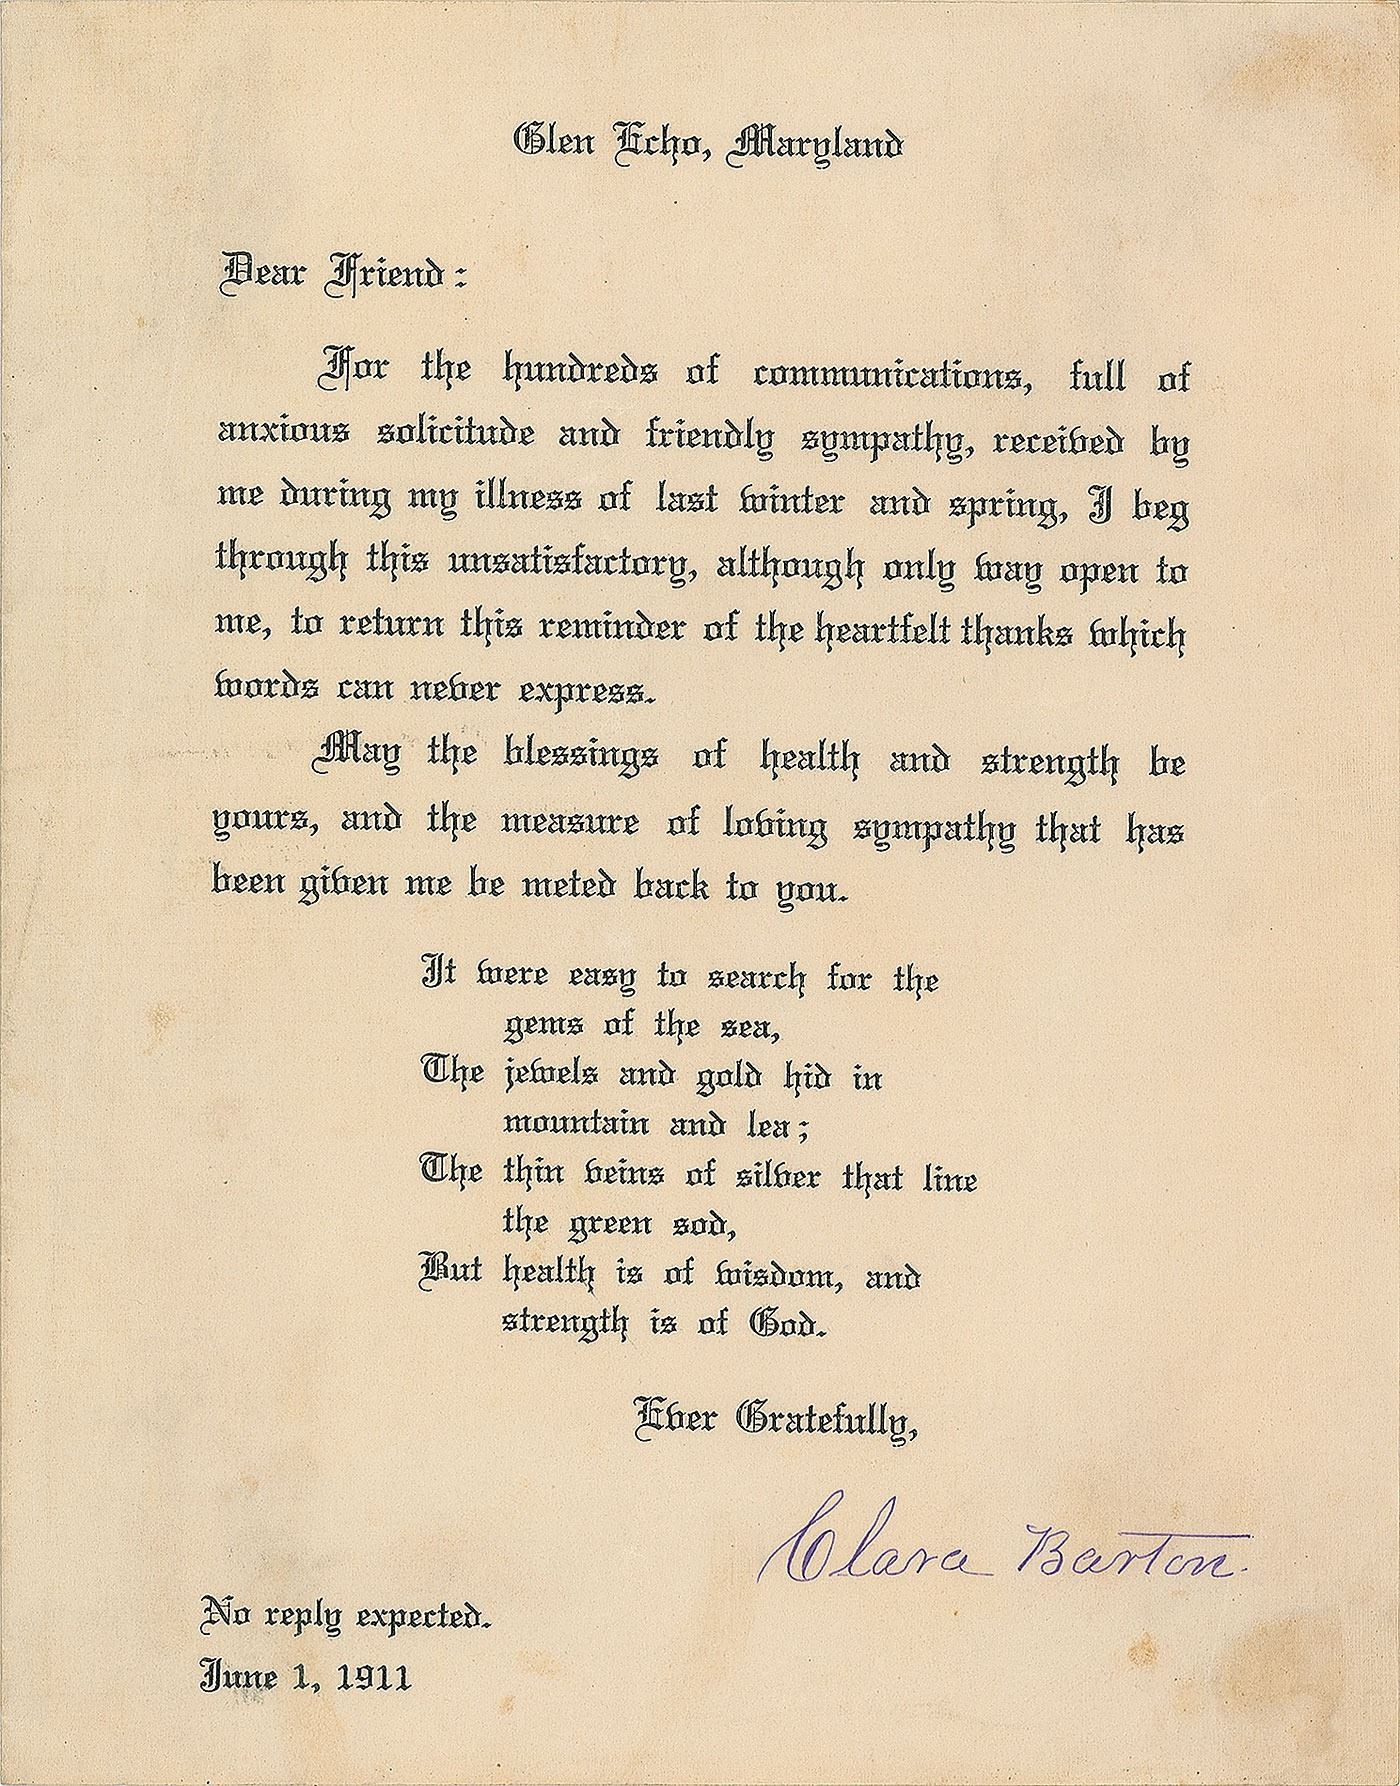 Glen Echo, Maryland
Dear Friend:
For the hundreds of communications, full of
anxious solicitude and friendly sympathy, received by
me during my illness of last winter and spring, I beg
through this unsatisfactory, although only way open to
me, to return this reminder of the heartfelt thanks which
words can never express.
May the blessings of health and strength be
yours, and the measure of loving sympathy that has
been given me be meted back to you.
It were easy to search for the
gems of the sea,
The jewels and gold hid in
mountain and lea;
The thin veins of silver that line
the green sod,
But health is of wisdom, and
strength is of God.
Ever Gratefully,
Clara Barton.
No reply expected.
June 1, 1911